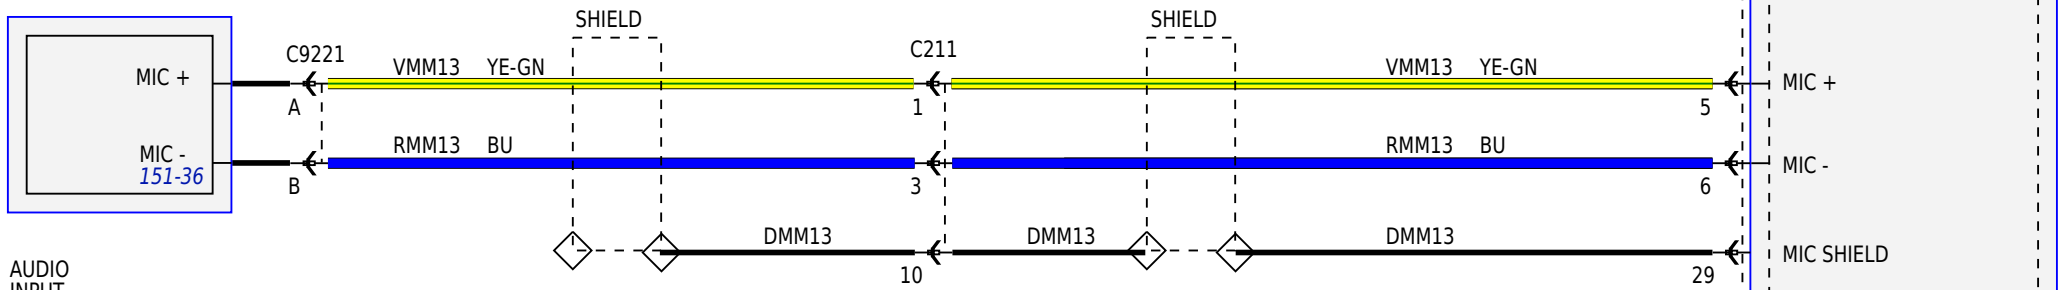 SHIELD
SHIELD
C9221
C211
MIC +
VMM13 YE-GN
VMM13 YE-GN
MIC +
A
1
5
MIC -
151-36
RMM13 BU
RMM13 BU
MIC -
B
3
6
DMM13
DMM13
DMM13
MIC SHIELD
10
29
AUDIO
INPUT